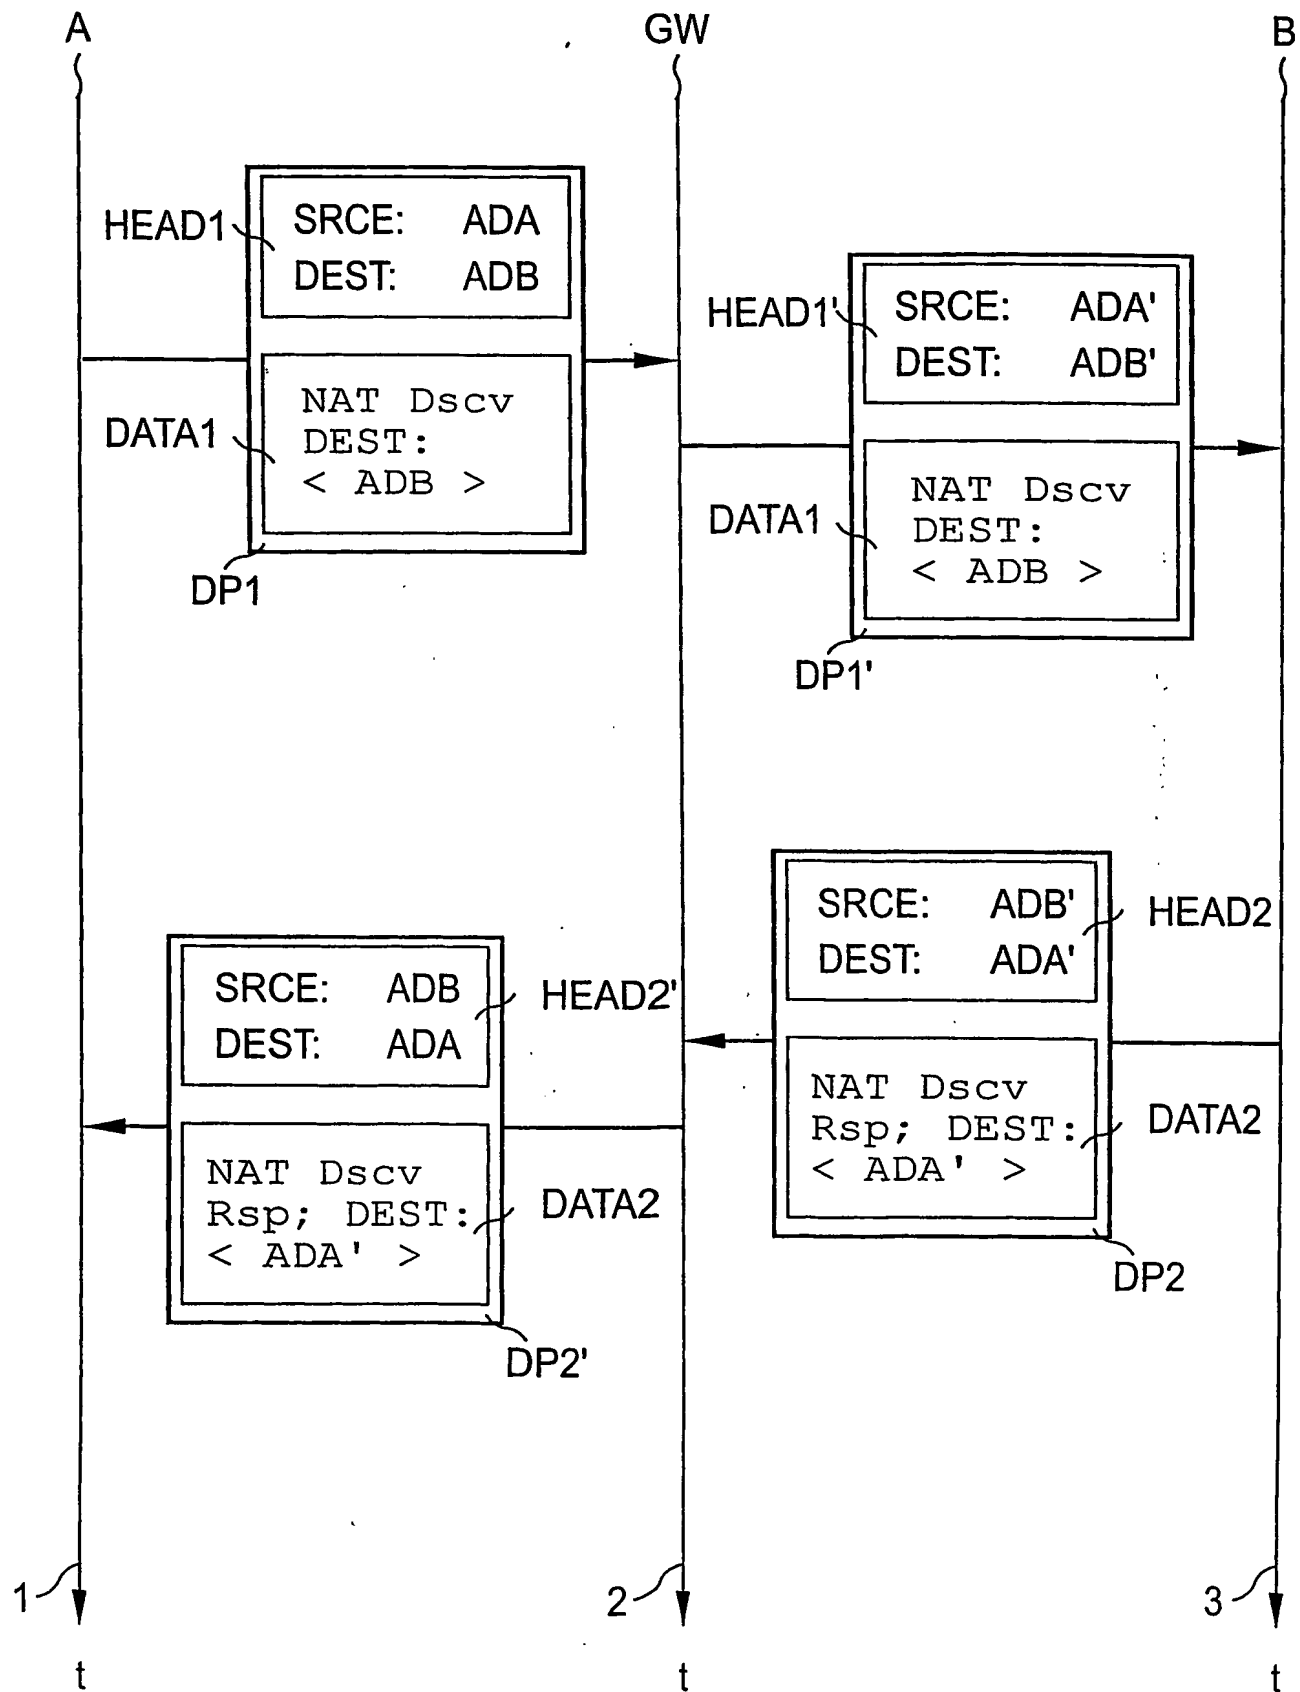 A
GW
B
HEAD1
SRCE: ADA
DEST: ADB
DATA1
NAT Dscv
DEST:
< ADB >
DP1
HEAD1'
SRCE: ADA'
DEST: ADB'
DATA1
NAT Dscv
DEST:
< ADB >
DP1'
SRCE: ADB'
DEST: ADA'
HEAD2
NAT Dscv
Rsp; DEST:
< ADA' >
DATA2
DP2
SRCE: ADB
DEST: ADA
HEAD2'
NAT Dscv
Rsp; DEST:
< ADA' >
DATA2
DP2'
1
2
3
t
t
t